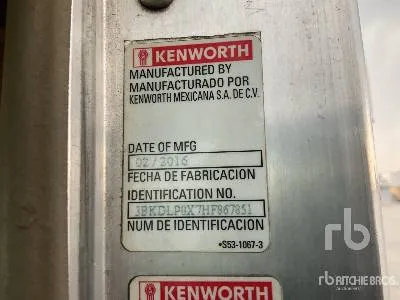 KENWORTH
MANUFACTURED BY
MANUFACTURADO POR
KENWORTH MEXICANA S.A. DE C.V.
DATE OF MFG
02/2016
FECHA DE FABRICACION
IDENTIFICATION NO.
3BKDLP0X7HF867851
NUM DE IDENTIFICACION
*S53-1067-3
KENWORTH
rb
rb RITCHIE BROS.